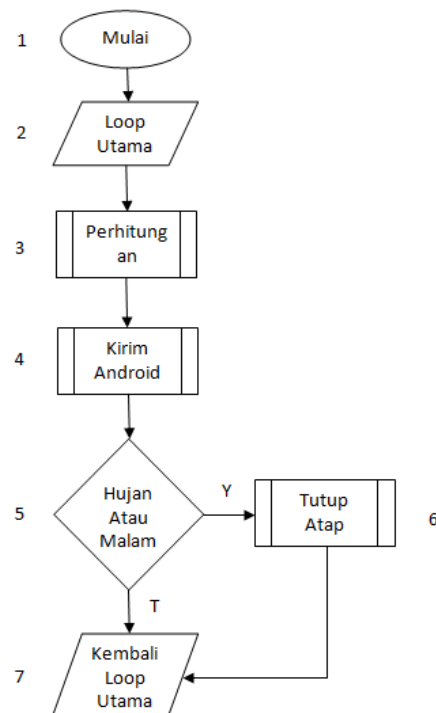 1
Mulai
2
Loop
Utama
3
Perhitung
an
4
Kirim
Android
5
Hujan
Atau
Malam
Y
Tutup
Atap
6
T
7
Kembali
Loop
Utama